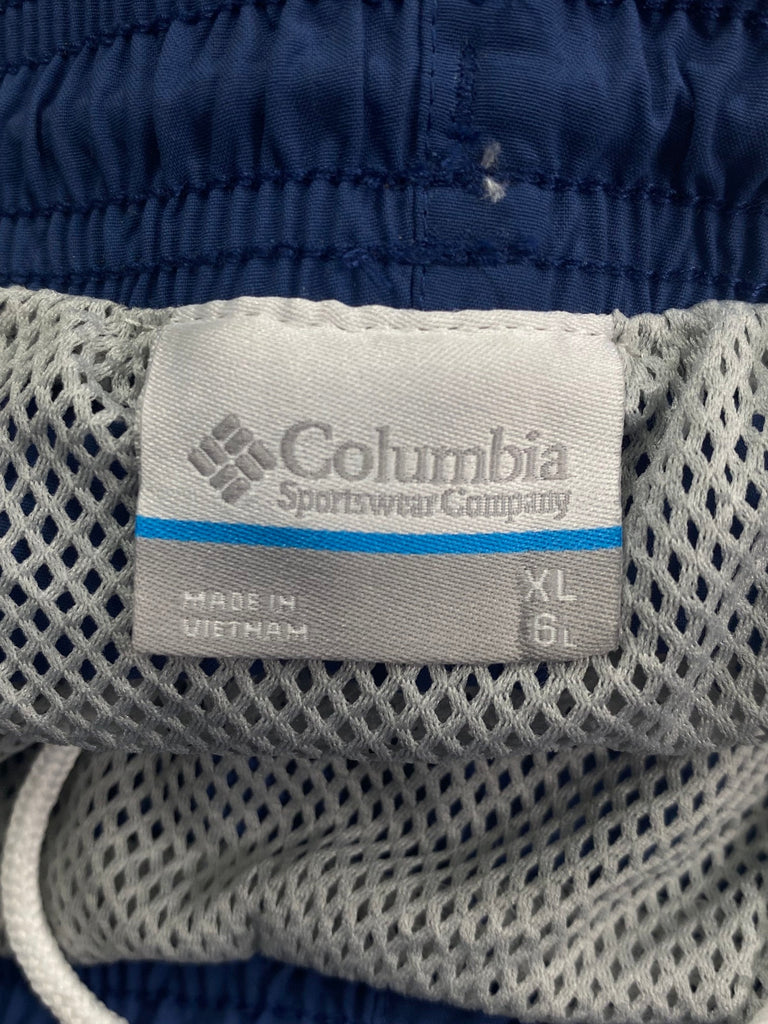 Columbia
Sportswear Company
MADE IN
VIETNAM
XL
6L